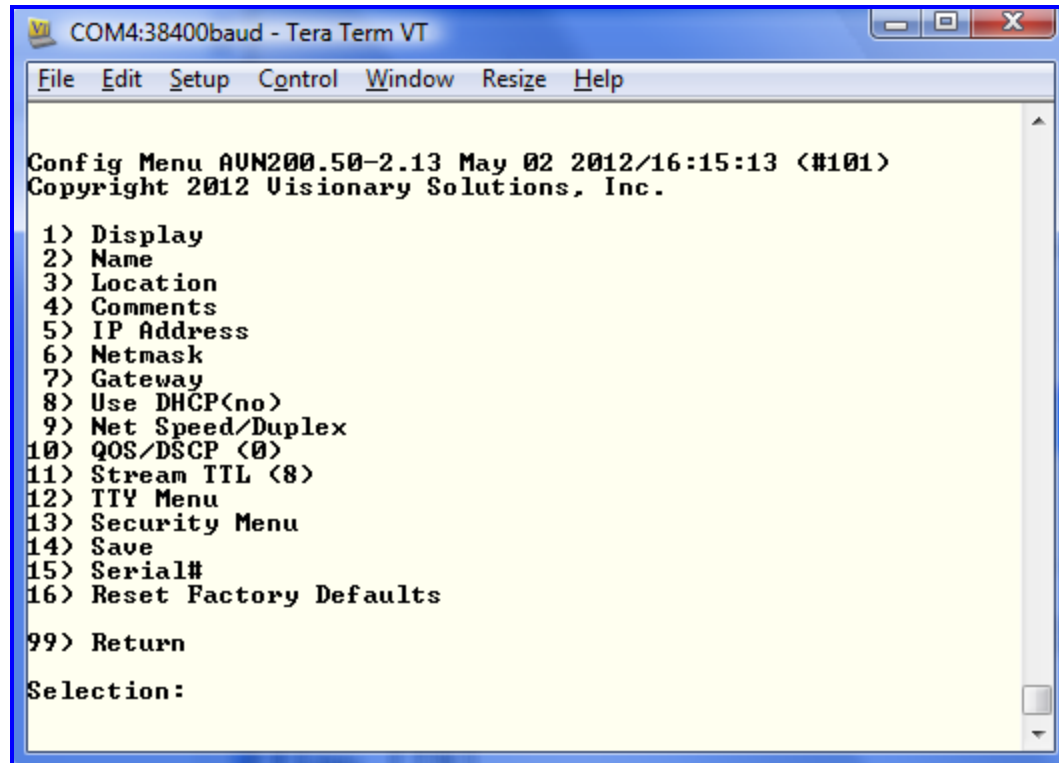 COM4:38400baud - Tera Term VT
File Edit Setup Control Window Resize Help
Config Menu AVN200.50-2.13 May 02 2012/16:15:13 (#101)
Copyright 2012 Visionary Solutions, Inc.
1) Display
2) Name
3) Location
4) Comments
5) IP Address
6) Netmask
7) Gateway
8) Use DHCP(no)
9) Net Speed/Duplex
10) QOS/DSCP (0)
11) Stream TTL (8)
12) TTY Menu
13) Security Menu
14) Save
15) Serial#
16) Reset Factory Defaults
99) Return
Selection: